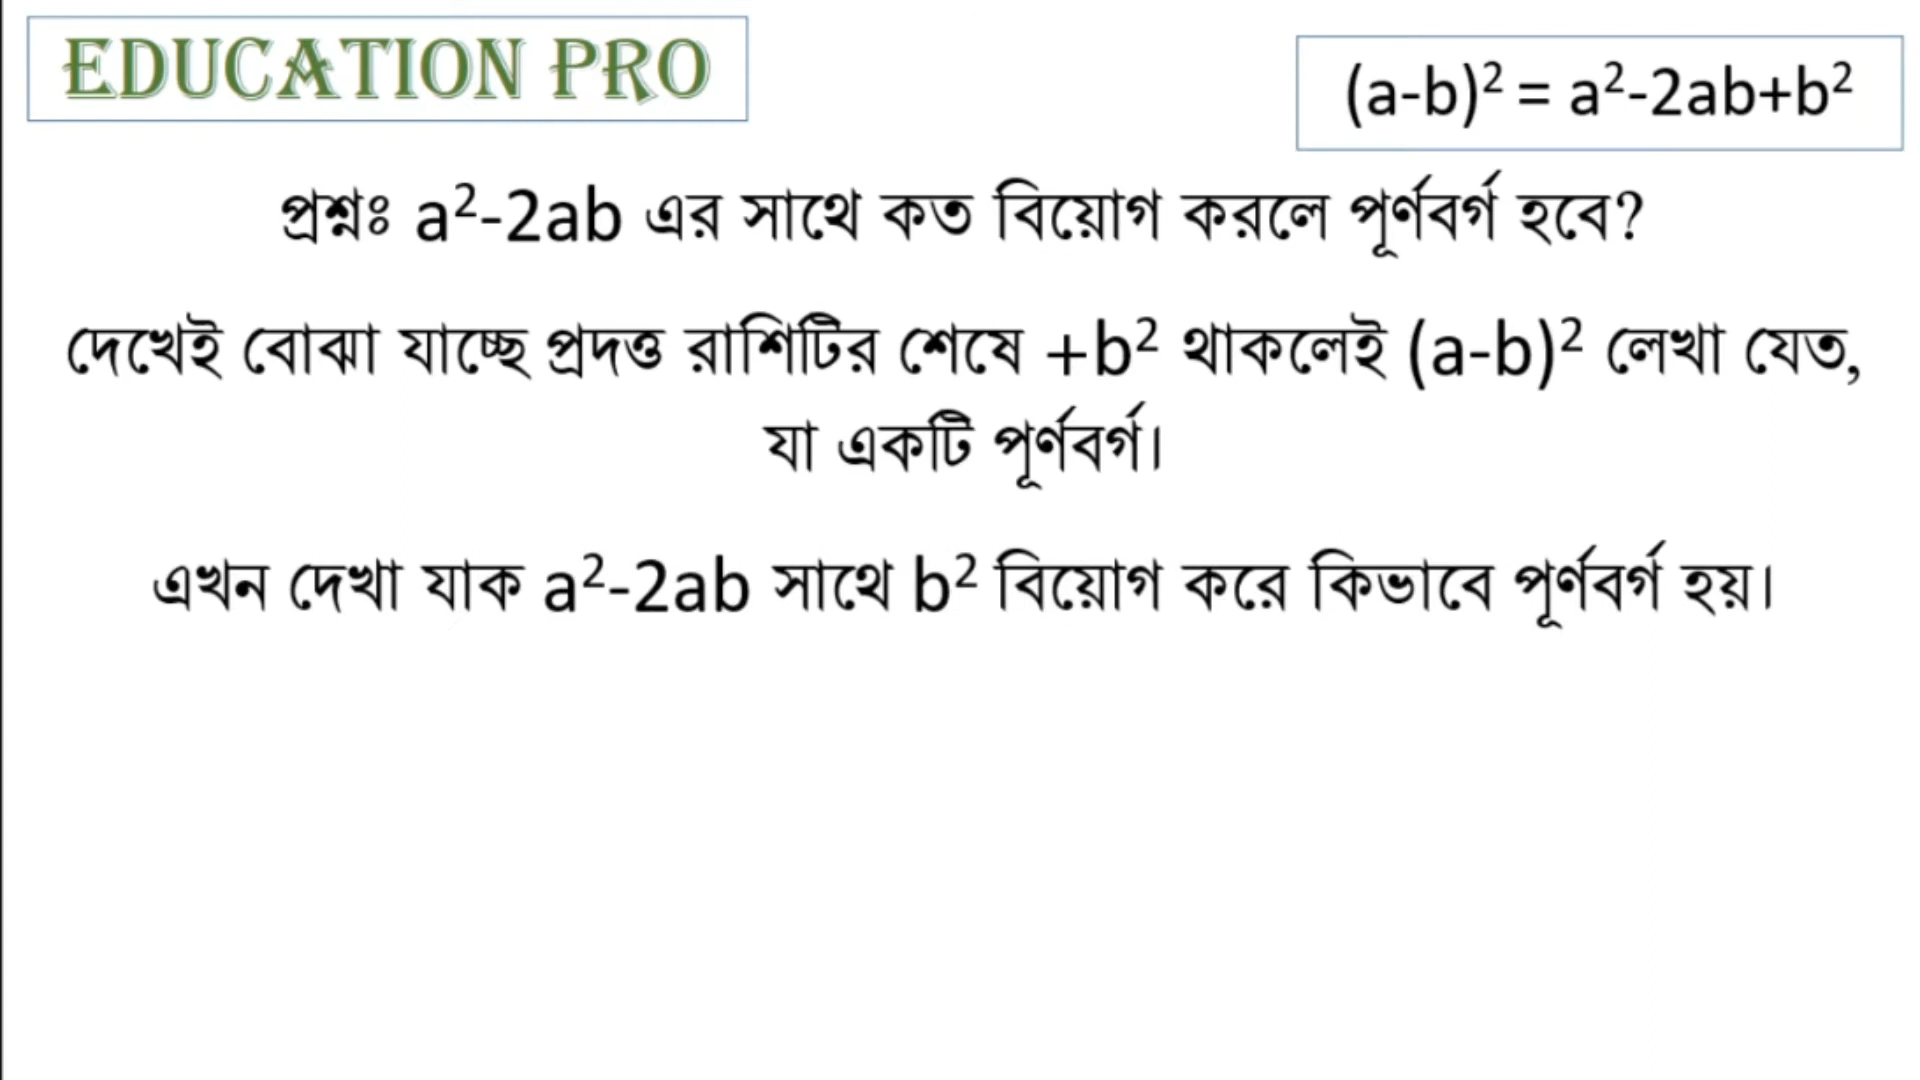 EDUCATION PRO
(a-b)² = a²-2ab+b²
প্রশ্নঃ a²-2ab এর সাথে কত বিয়োগ করলে পূর্ণবর্গ হবে?
দেখেই বোঝা যাচ্ছে প্রদত্ত রাশিটির শেষে +b² থাকলেই (a-b)² লেখা যেত,
যা একটি পূর্ণবর্গ।
এখন দেখা যাক a²-2ab সাথে b² বিয়োগ করে কিভাবে পূর্ণবর্গ হয়।